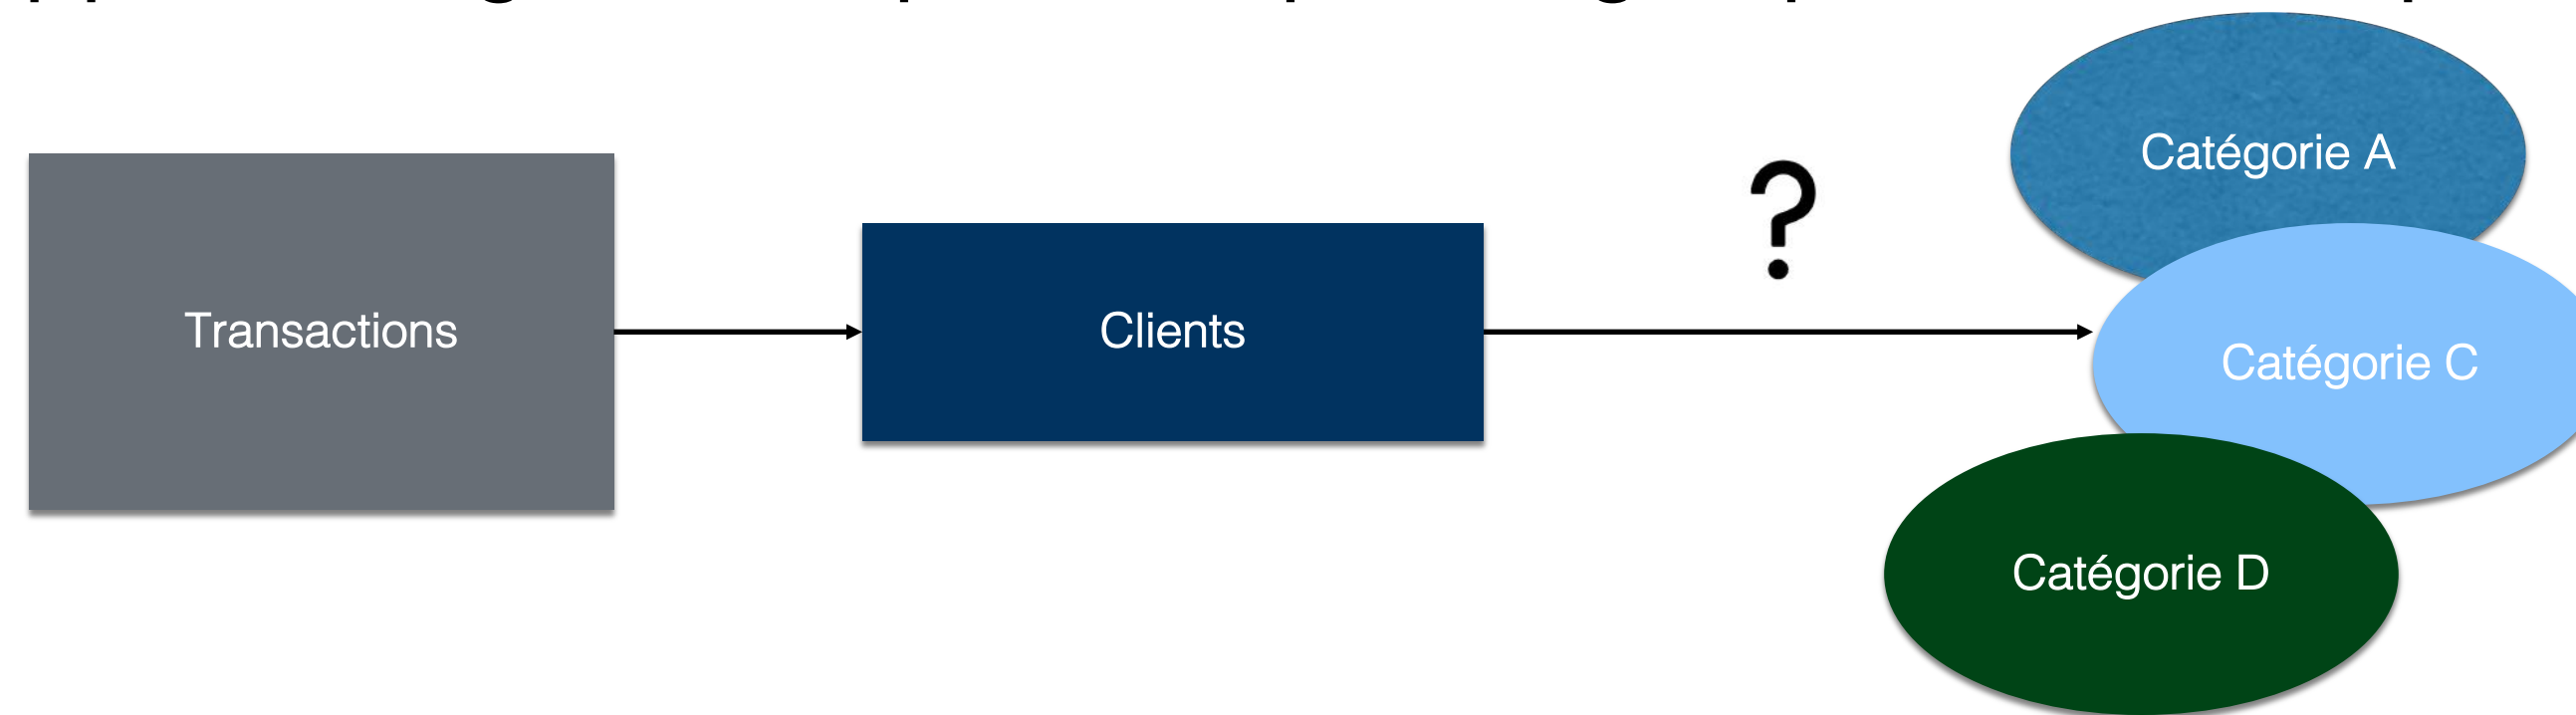 ?
Catégorie A
Transactions
Clients
Catégorie C
Catégorie D